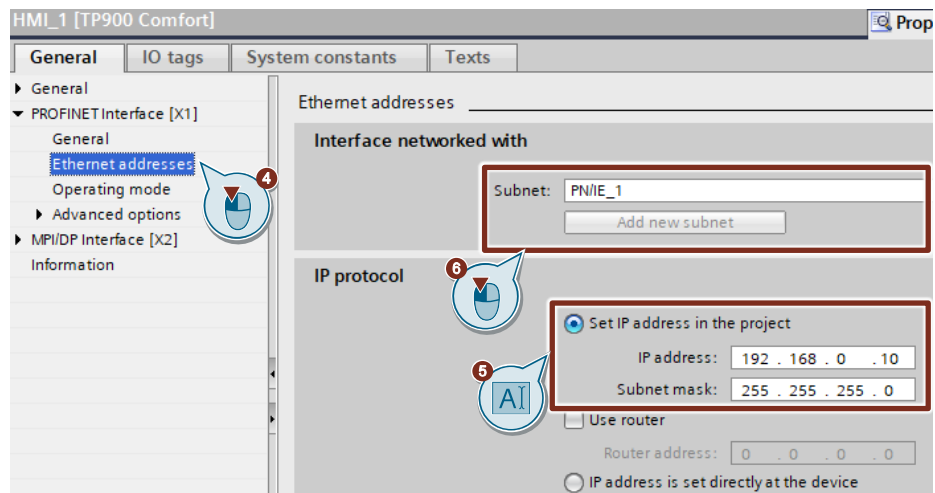 HMI_1 [TP900 Comfort]
Prop
General IO tags System constants Texts
General
PROFINET Interface [X1]
General
Ethernet addresses
Operating mode
Advanced options
MPI/DP Interface [X2]
Information
4
Ethernet addresses
Interface networked with
Subnet: PN/IE_1
Add new subnet
6
IP protocol
Set IP address in the project
IP address: 192 . 168 . 0 . 10
5
AI
Subnet mask: 255 . 255 . 255 . 0
Use router
Router address: 0 . 0 . 0 . 0
IP address is set directly at the device